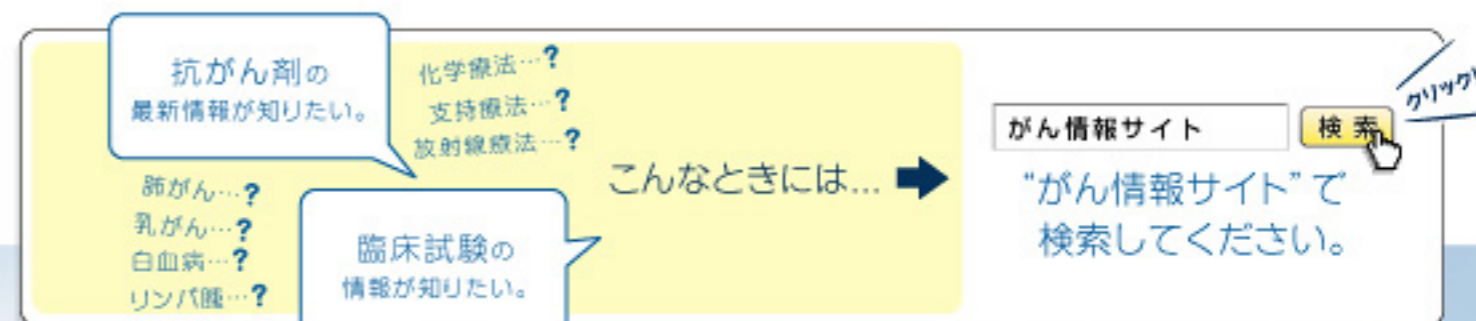 抗がん剤の
最新情報が知りたい。
化学療法…?
支持療法…?
放射線療法…?
肺がん…?
乳がん…?
白血病…?
リンパ腫…?
臨床試験の
情報が知りたい。
こんなときには…
がん情報サイト
検索
"がん情報サイト"で
検索してください。